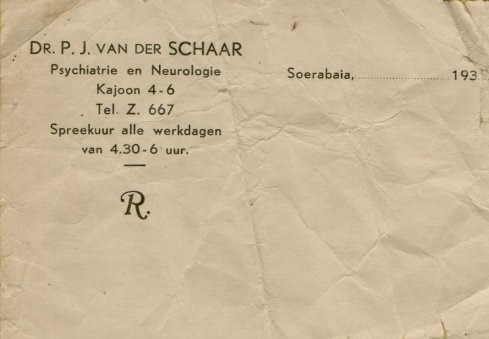 DR. P. J. VAN DER SCHAAR
Psychiatrie en Neurologie
Kajoon 4-6
Tel. Z. 667
Spreekuur alle werkdagen
van 4.30-6 uur.
Soerabaia,........................193
R.